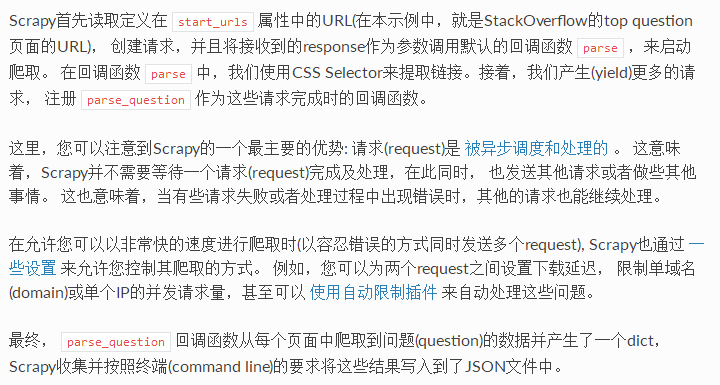 Scrapy首先读取定义在 start_urls 属性中的URL(在本示例中，就是StackOverflow的top question
页面的URL)， 创建请求，并且将接收到的response作为参数调用默认的回调函数 parse ，来启动
爬取。 在回调函数 parse 中，我们使用CSS Selector来提取链接。接着，我们产生(yield)更多的请
求， 注册 parse_question 作为这些请求完成时的回调函数。
这里，您可以注意到Scrapy的一个最主要的优势: 请求(request)是 被异步调度和处理的 。 这意味
着，Scrapy并不需要等待一个请求(request)完成及处理，在此同时， 也发送其他请求或者做些其他
事情。 这也意味着，当有些请求失败或者处理过程中出现错误时，其他的请求也能继续处理。
在允许您可以以非常快的速度进行爬取时(以容忍错误的方式同时发送多个request), Scrapy也通过 一
些设置 来允许您控制其爬取的方式。 例如，您可以为两个request之间设置下载延迟， 限制单域名
(domain)或单个IP的并发请求量，甚至可以 使用自动限制插件 来自动处理这些问题。
最终， parse_question 回调函数从每个页面中爬取到问题(question)的数据并产生了一个dict，
Scrapy收集并按照终端(command line)的要求将这些结果写入到了JSON文件中。